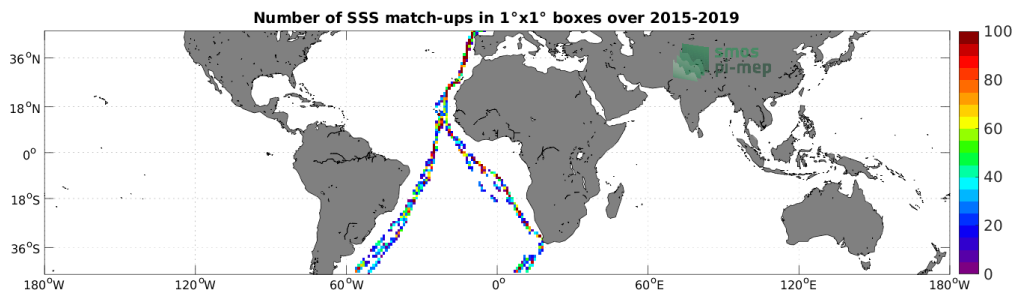 Number of SSS match-ups in 1°x1° boxes over 2015-2019
smos
pi-mep
36°N
18°N
0°
18°S
36°S
180°W
120°W
60°W
0°
60°E
120°E
180°W
100
80
60
40
20
0